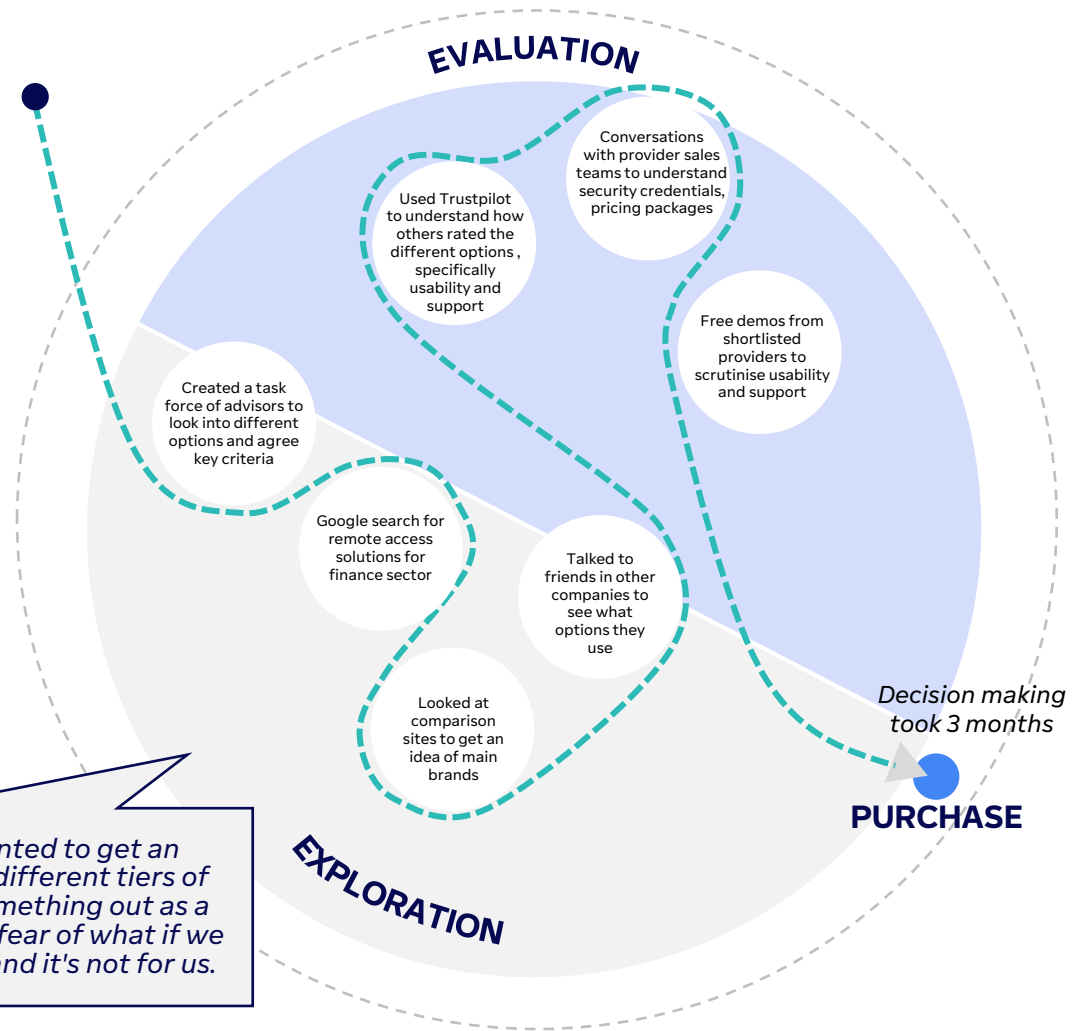 EVALUATION
Conversations
with provider sales
teams to understand
security credentials,
pricing packages
Used Trustpilot
to understand how
others rated the
different options ,
specifically
usability and
support
Free demos from
shortlisted
providers to
scrutinise usability
and support
Created a task
force of advisors to
look into different
options and agree
key criteria
Google search for
remote access
solutions for
finance sector
Talked to
friends in other
companies to
see what
options they
use
Looked at
comparison
sites to get an
idea of main
brands
Decision making
took 3 months
PURCHASE
EXPLORATION
nted to get an
different tiers of
mething out as a
fear of what if we
nd it's not for us.